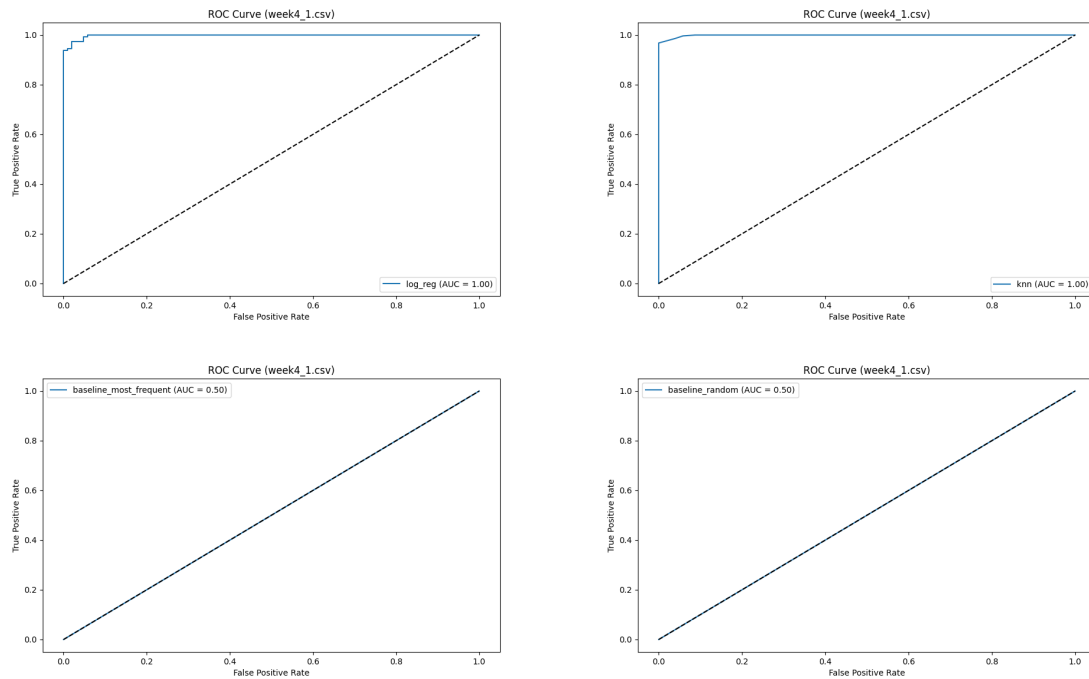 ROC Curve (week4_1.csv)
1.0
0.8
0.6
0.4
0.2
0.0
True Positive Rate
log_reg (AUC = 1.00)
0.0 0.2 0.4 0.6 0.8 1.0
False Positive Rate
ROC Curve (week4_1.csv)
1.0
0.8
0.6
0.4
0.2
0.0
True Positive Rate
knn (AUC = 1.00)
0.0 0.2 0.4 0.6 0.8 1.0
False Positive Rate
ROC Curve (week4_1.csv)
baseline_most_frequent (AUC = 0.50)
1.0
0.8
0.6
0.4
0.2
0.0
True Positive Rate
0.0 0.2 0.4 0.6 0.8 1.0
False Positive Rate
ROC Curve (week4_1.csv)
baseline_random (AUC = 0.50)
1.0
0.8
0.6
0.4
0.2
0.0
True Positive Rate
0.0 0.2 0.4 0.6 0.8 1.0
False Positive Rate